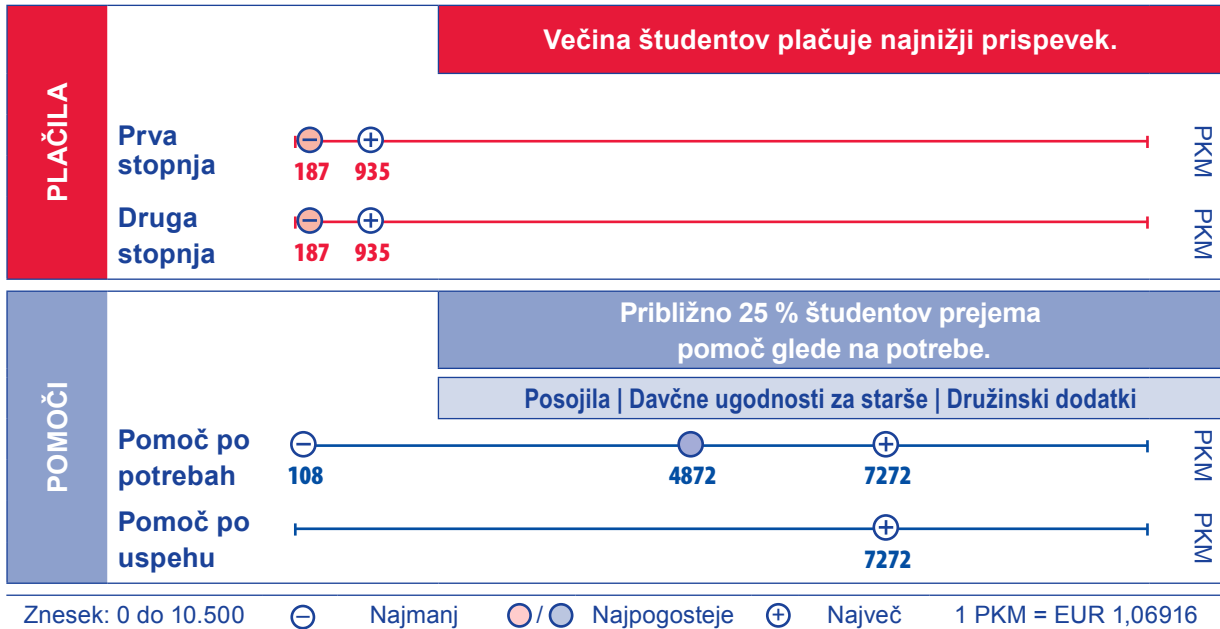 PLAČILA
Večina študentov plačuje najnižji prispevek.
Prva
stopnja
187 935
PKM
Druga
stopnja
187 935
PKM
POMOČI
Približno 25 % študentov prejema
pomoč glede na potrebe.
Posojila | Davčne ugodnosti za starše | Družinski dodatki
Pomoč po
potrebah
108 4872 7272
PKM
Pomoč po
uspehu
7272
PKM
Znesek: 0 do 10.500 Najmanj / Najpogosteje Največ 1 PKM = EUR 1,06916